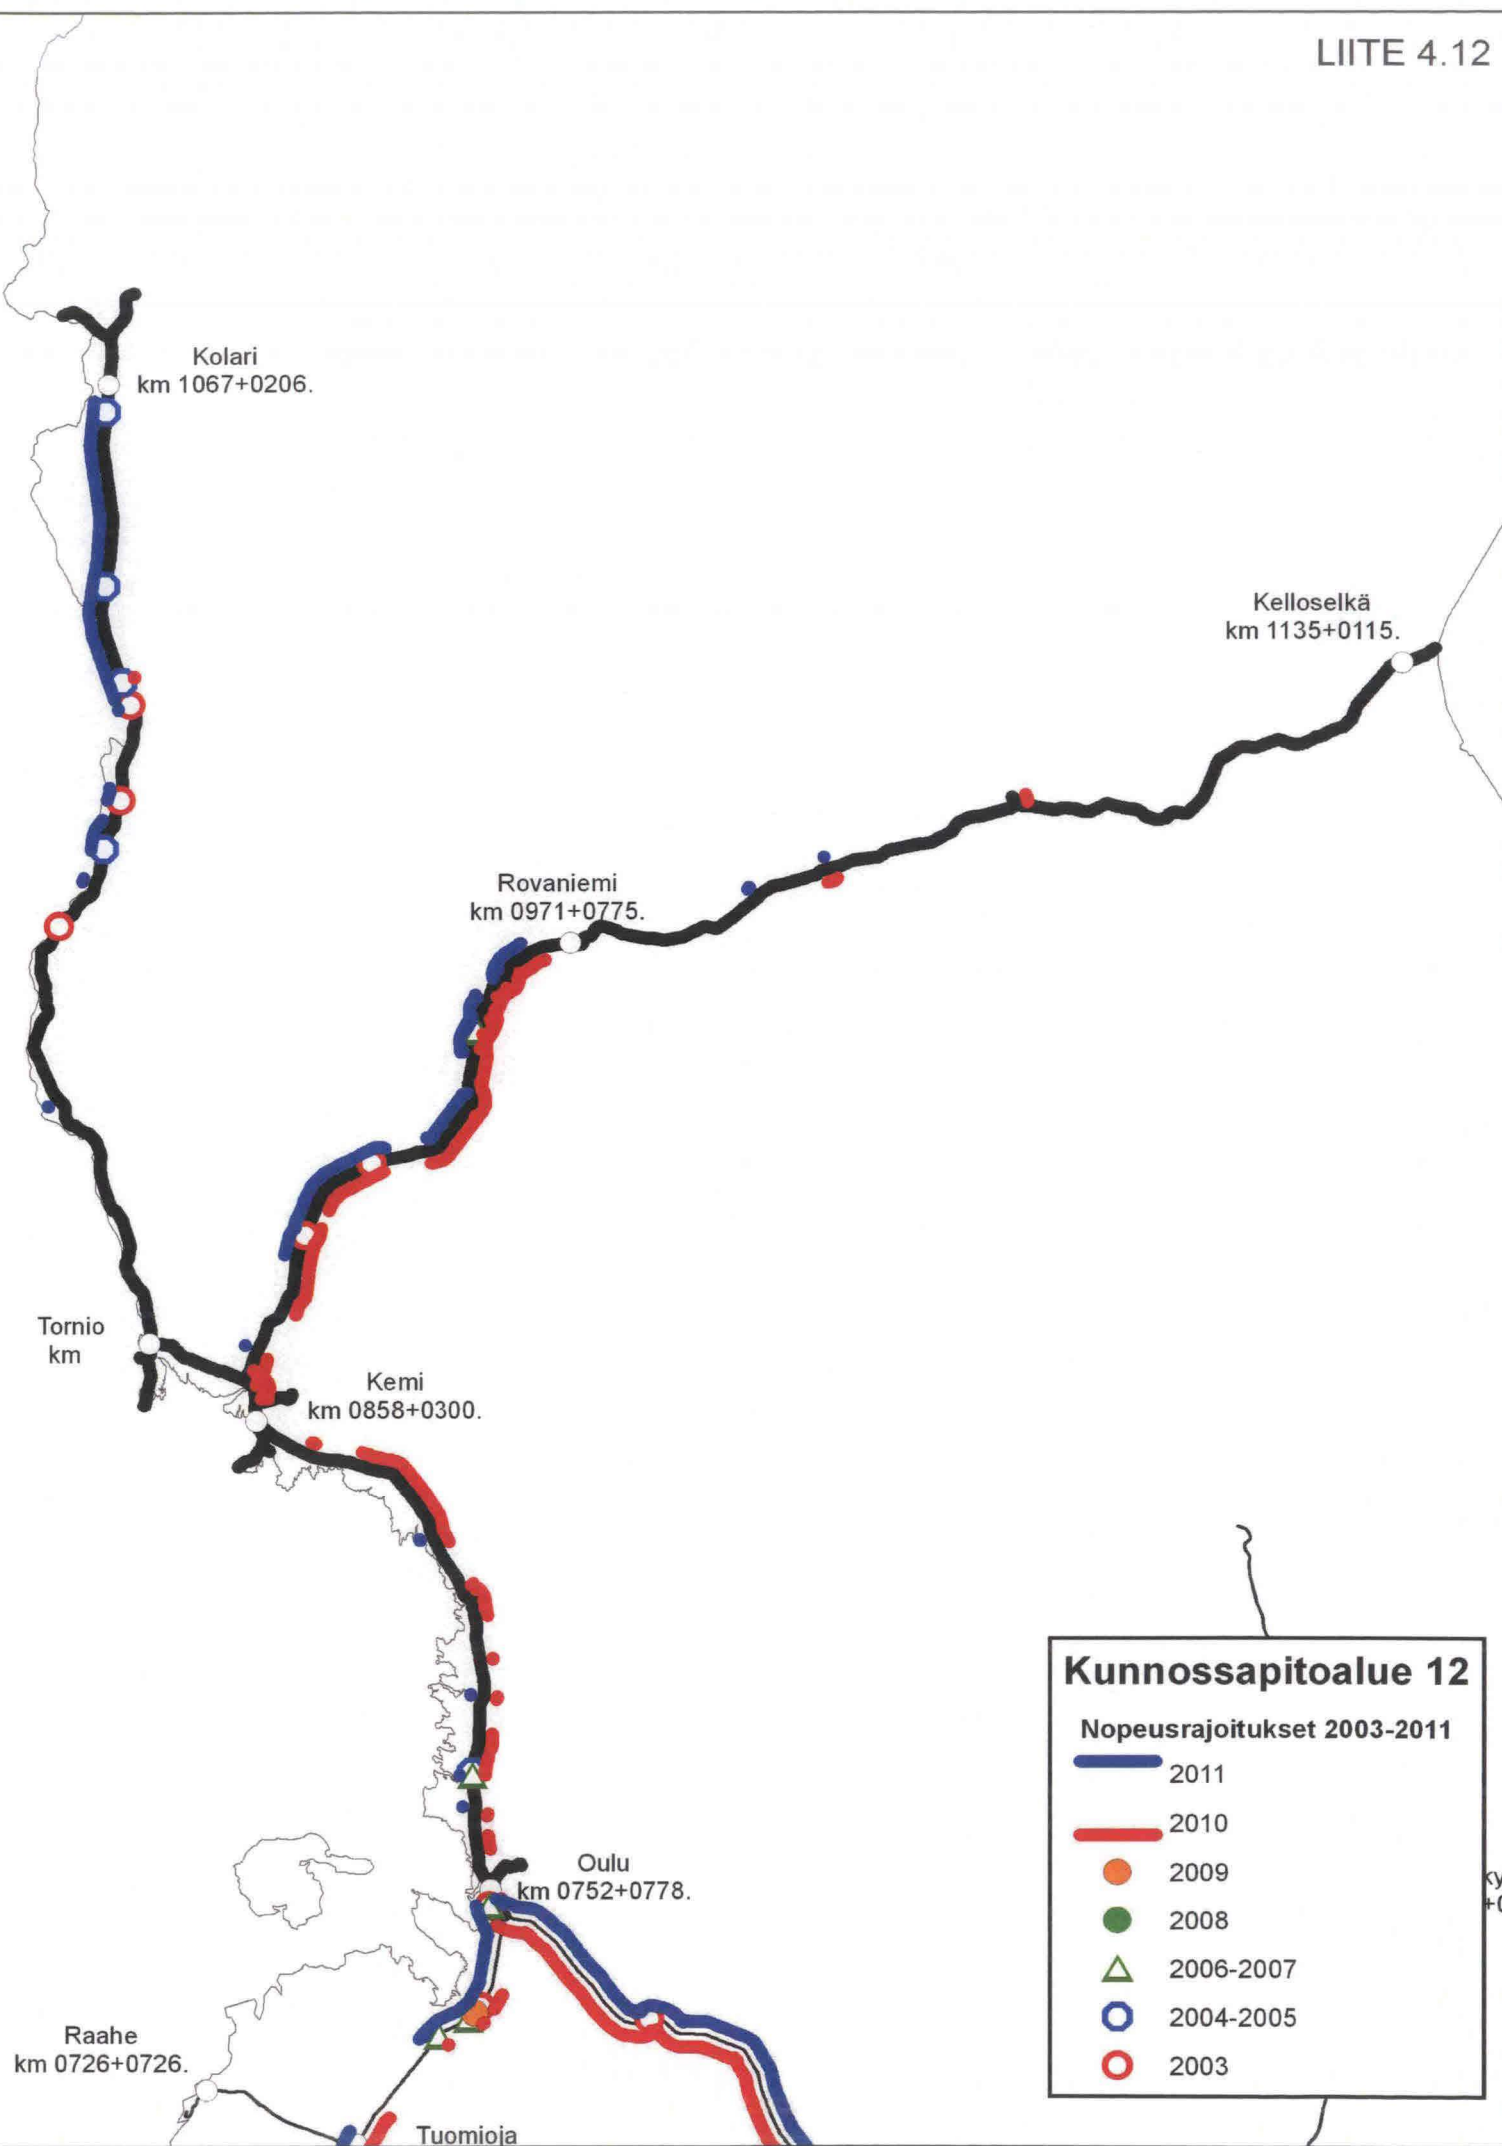 LIITE 4.12
Kolari
km 1067+0206.
Kelloselkä
km 1135+0115.
Rovaniemi
km 0971+0775.
Tornio
km
Kemi
km 0858+0300.
Oulu
km 0752+0778.
Raahe
km 0726+0726.
Tuomioja
Kunnossapitoalue 12
Nopeusrajoitukset 2003-2011
2011
2010
2009
2008
2006-2007
2004-2005
2003